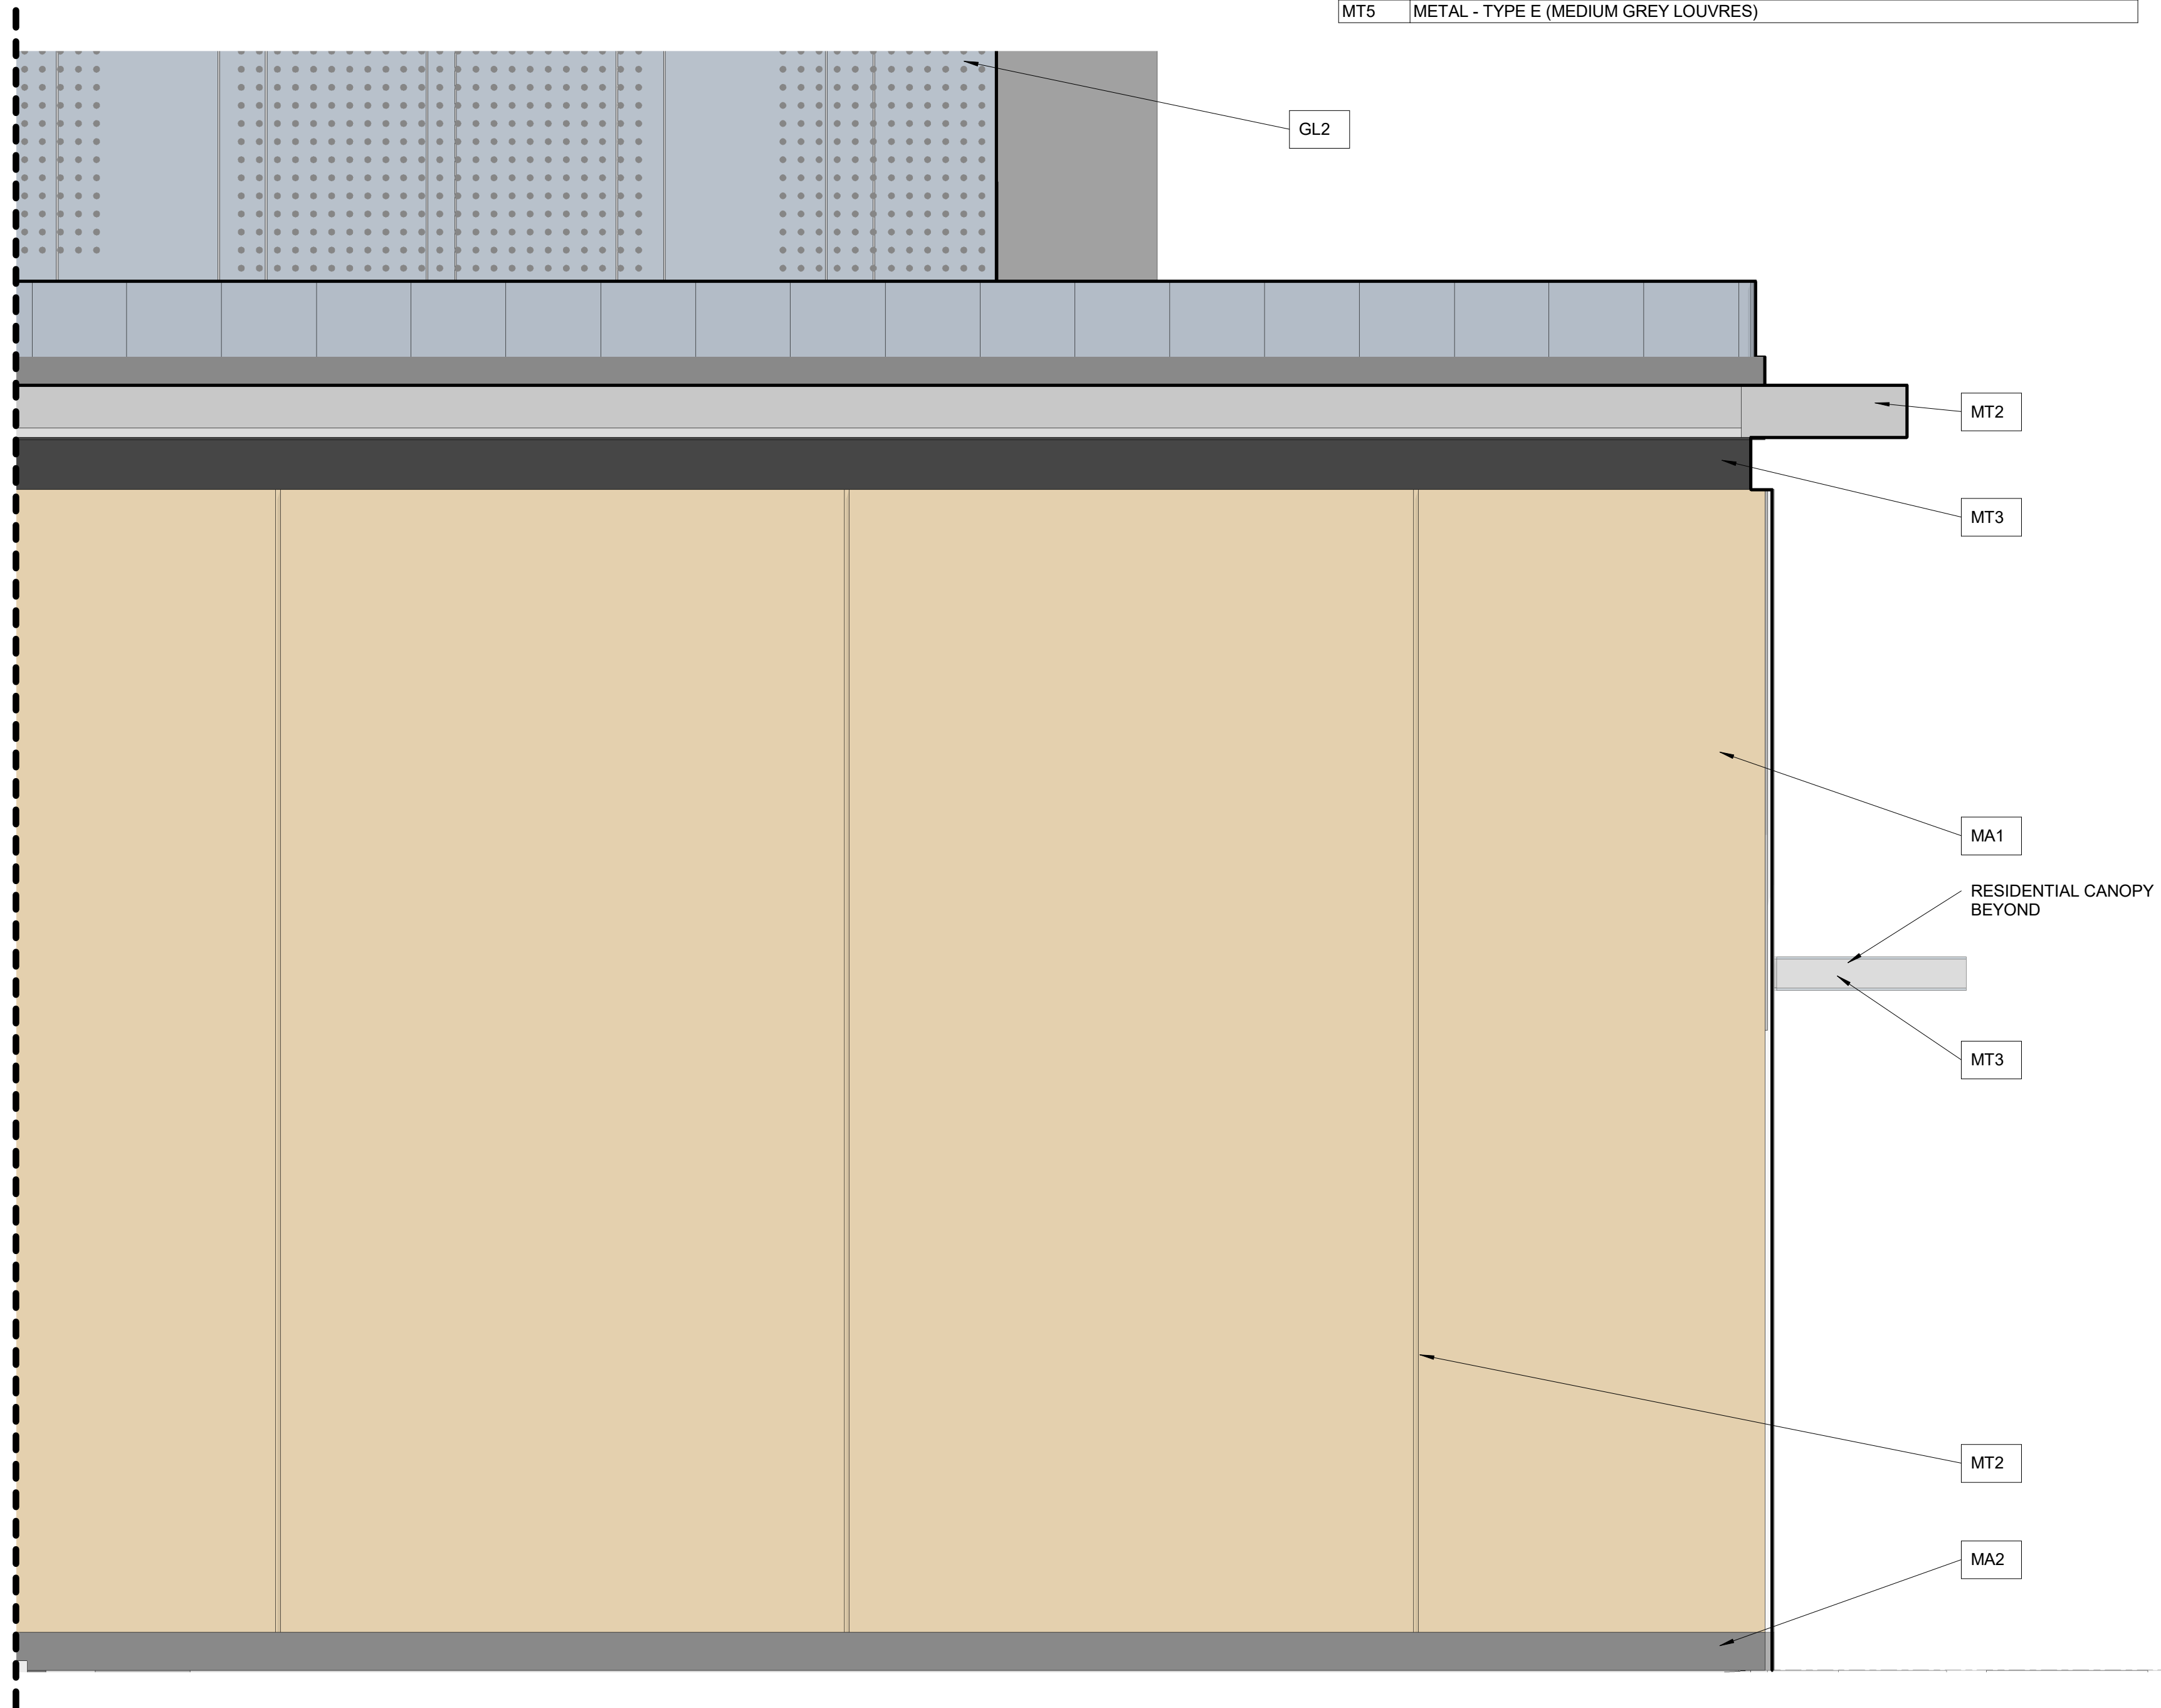 MT5 METAL - TYPE E (MEDIUM GREY LOUVRES)
GL2
MT2
MT3
MA1
RESIDENTIAL CANOPY
BEYOND
MT3
MT2
MA2